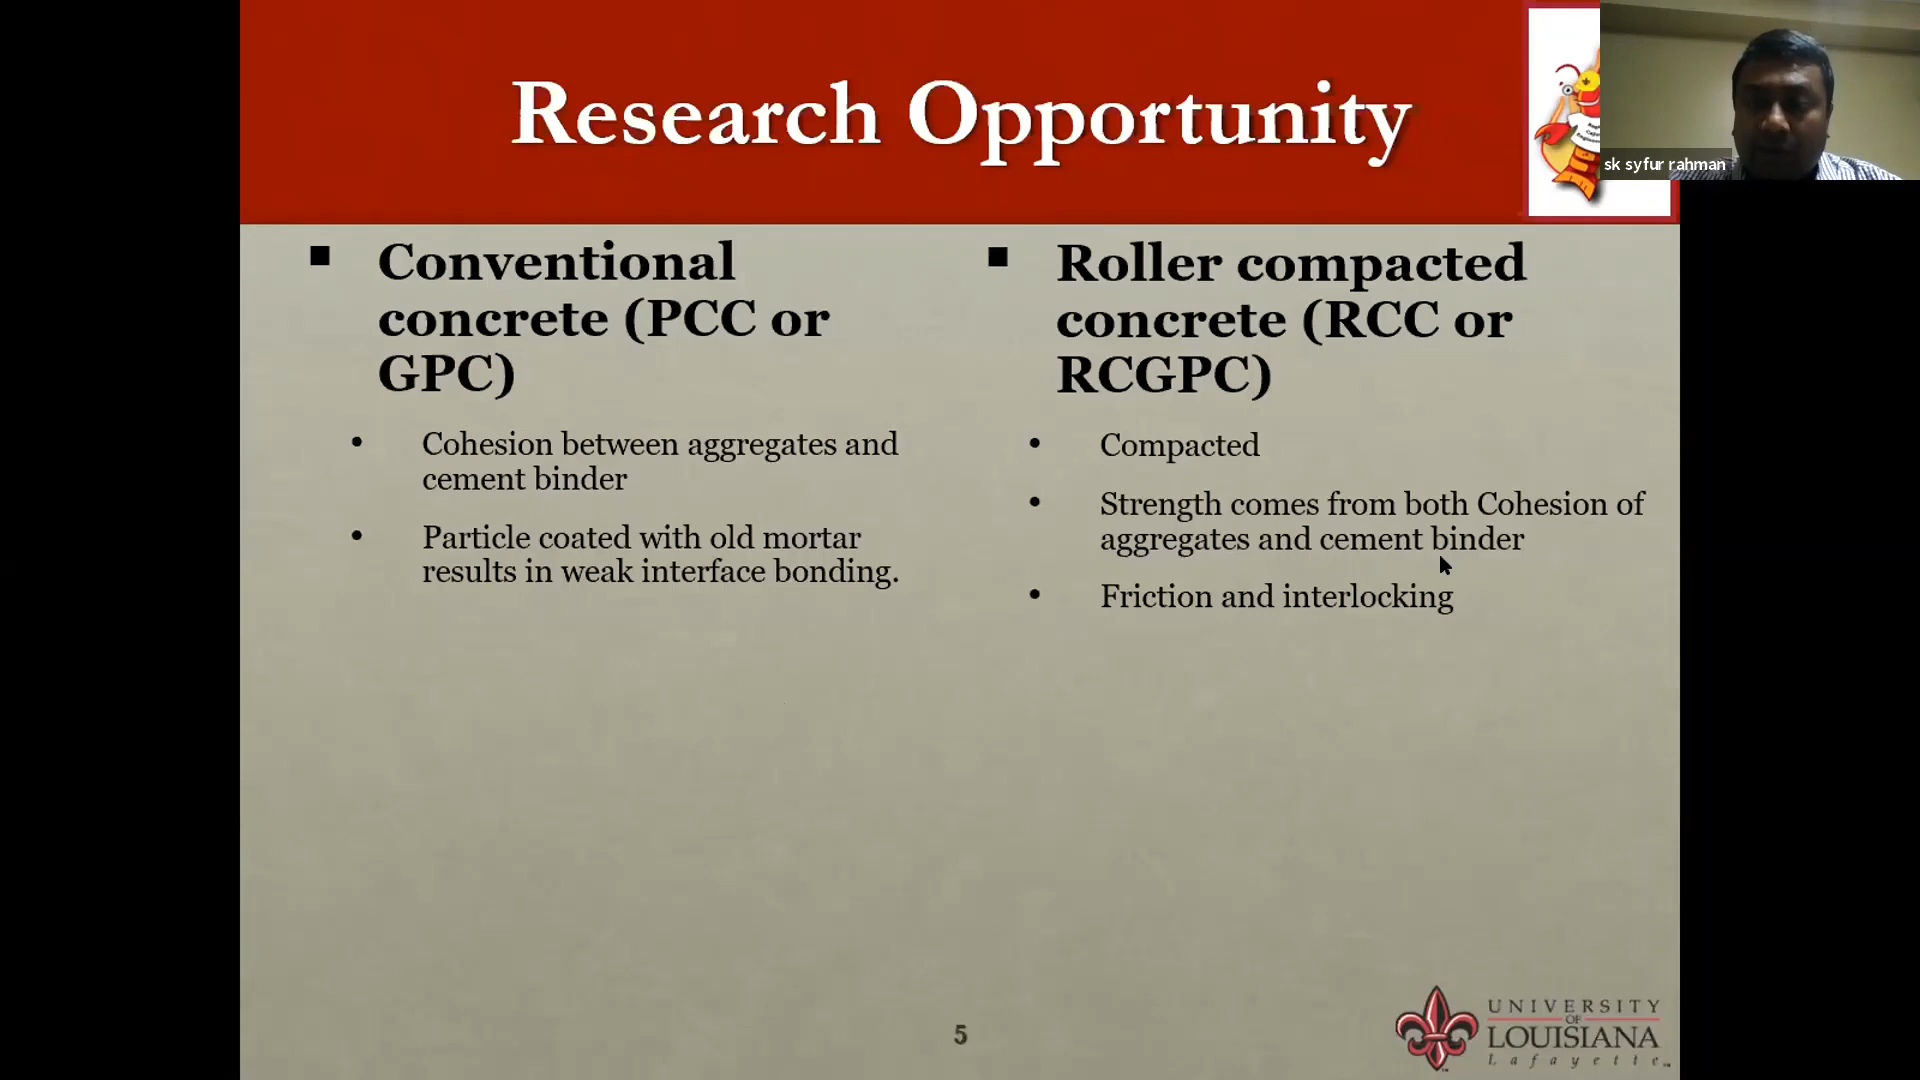 Research Opportunity
sk syfur rahman
Conventional
concrete (PCC or
GPC)
Cohesion between aggregates and
cement binder
Particle coated with old mortar
results in weak interface bonding.
Roller compacted
concrete (RCC or
RCGPC)
Compacted
Strength comes from both Cohesion of
aggregates and cement binder
Friction and interlocking
5
UNIVERSITY
OF
LOUISIANA
Lafayette